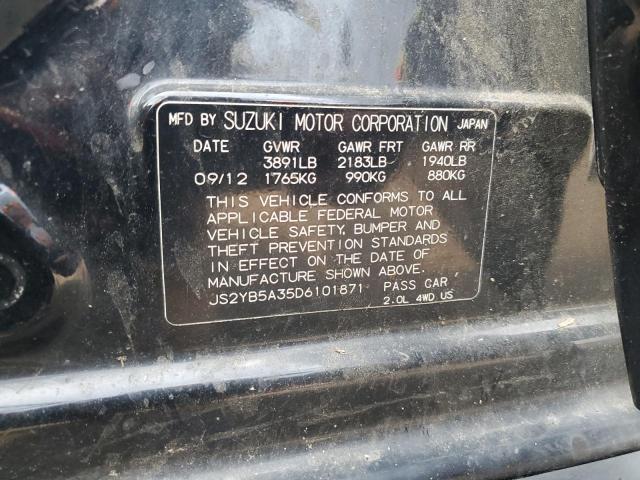 MFD BY SUZUKI MOTOR CORPORATION JAPAN
DATE GVWR GAWR FRT GAWR RR
3891LB 2183LB 1940LB
09/12 1765KG 990KG 880KG
THIS VEHICLE CONFORMS TO ALL
APPLICABLE FEDERAL MOTOR
VEHICLE SAFETY, BUMPER AND
THEFT PREVENTION STANDARDS
IN EFFECT ON THE DATE OF
MANUFACTURE SHOWN ABOVE.
JS2YB5A35D6101871 PASS CAR
2.0L 4WD US